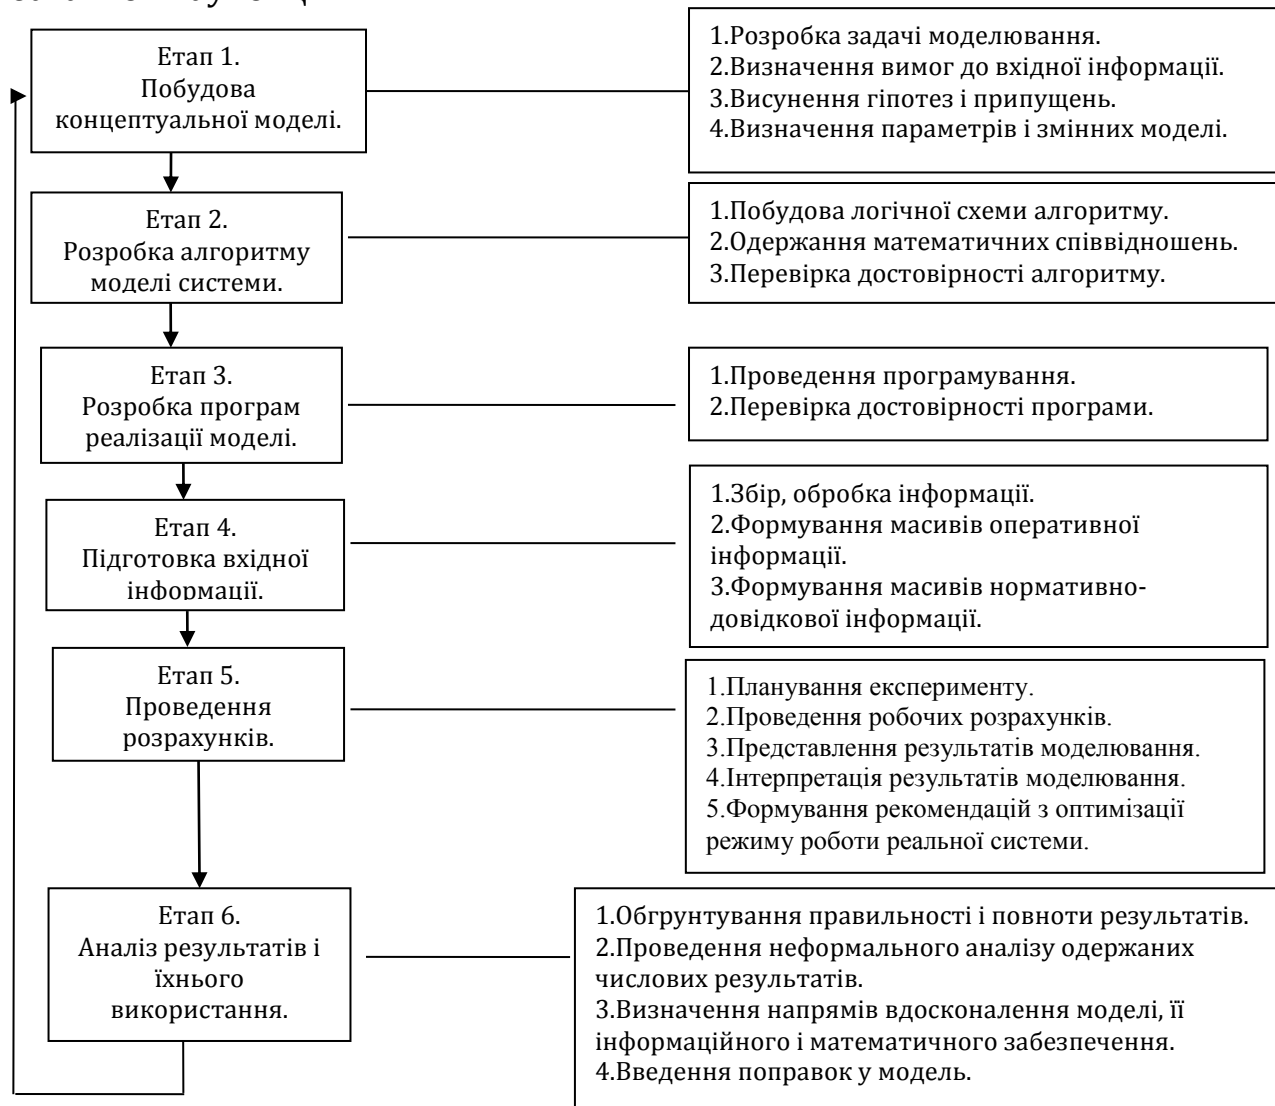 Етап 1.
Побудова
концептуальної моделі.
1.Розробка задачі моделювання.
2.Визначення вимог до вхідної інформації.
3.Висунення гіпотез і припущень.
4.Визначення параметрів і змінних моделі.
Етап 2.
Розробка алгоритму
моделі системи.
1.Побудова логічної схеми алгоритму.
2.Одержання математичних співвідношень.
3.Перевірка достовірності алгоритму.
Етап 3.
Розробка програм
реалізації моделі.
1.Проведення програмування.
2.Перевірка достовірності програми.
Етап 4.
Підготовка вхідної
інформації.
1.Збір, обробка інформації.
2.Формування масивів оперативної
інформації.
3.Формування масивів нормативно-
довідкової інформації.
Етап 5.
Проведення
розрахунків.
1.Планування експерименту.
2.Проведення робочих розрахунків.
3.Представлення результатів моделювання.
4.Інтерпретація результатів моделювання.
5.Формування рекомендацій з оптимізації
режиму роботи реальної системи.
Етап 6.
Аналіз результатів і
їхнього
використання.
1.Обгрунтування правильності і повноти результатів.
2.Проведення неформального аналізу одержаних
числових результатів.
3.Визначення напрямів вдосконалення моделі, її
інформаційного і математичного забезпечення.
4.Введення поправок у модель.